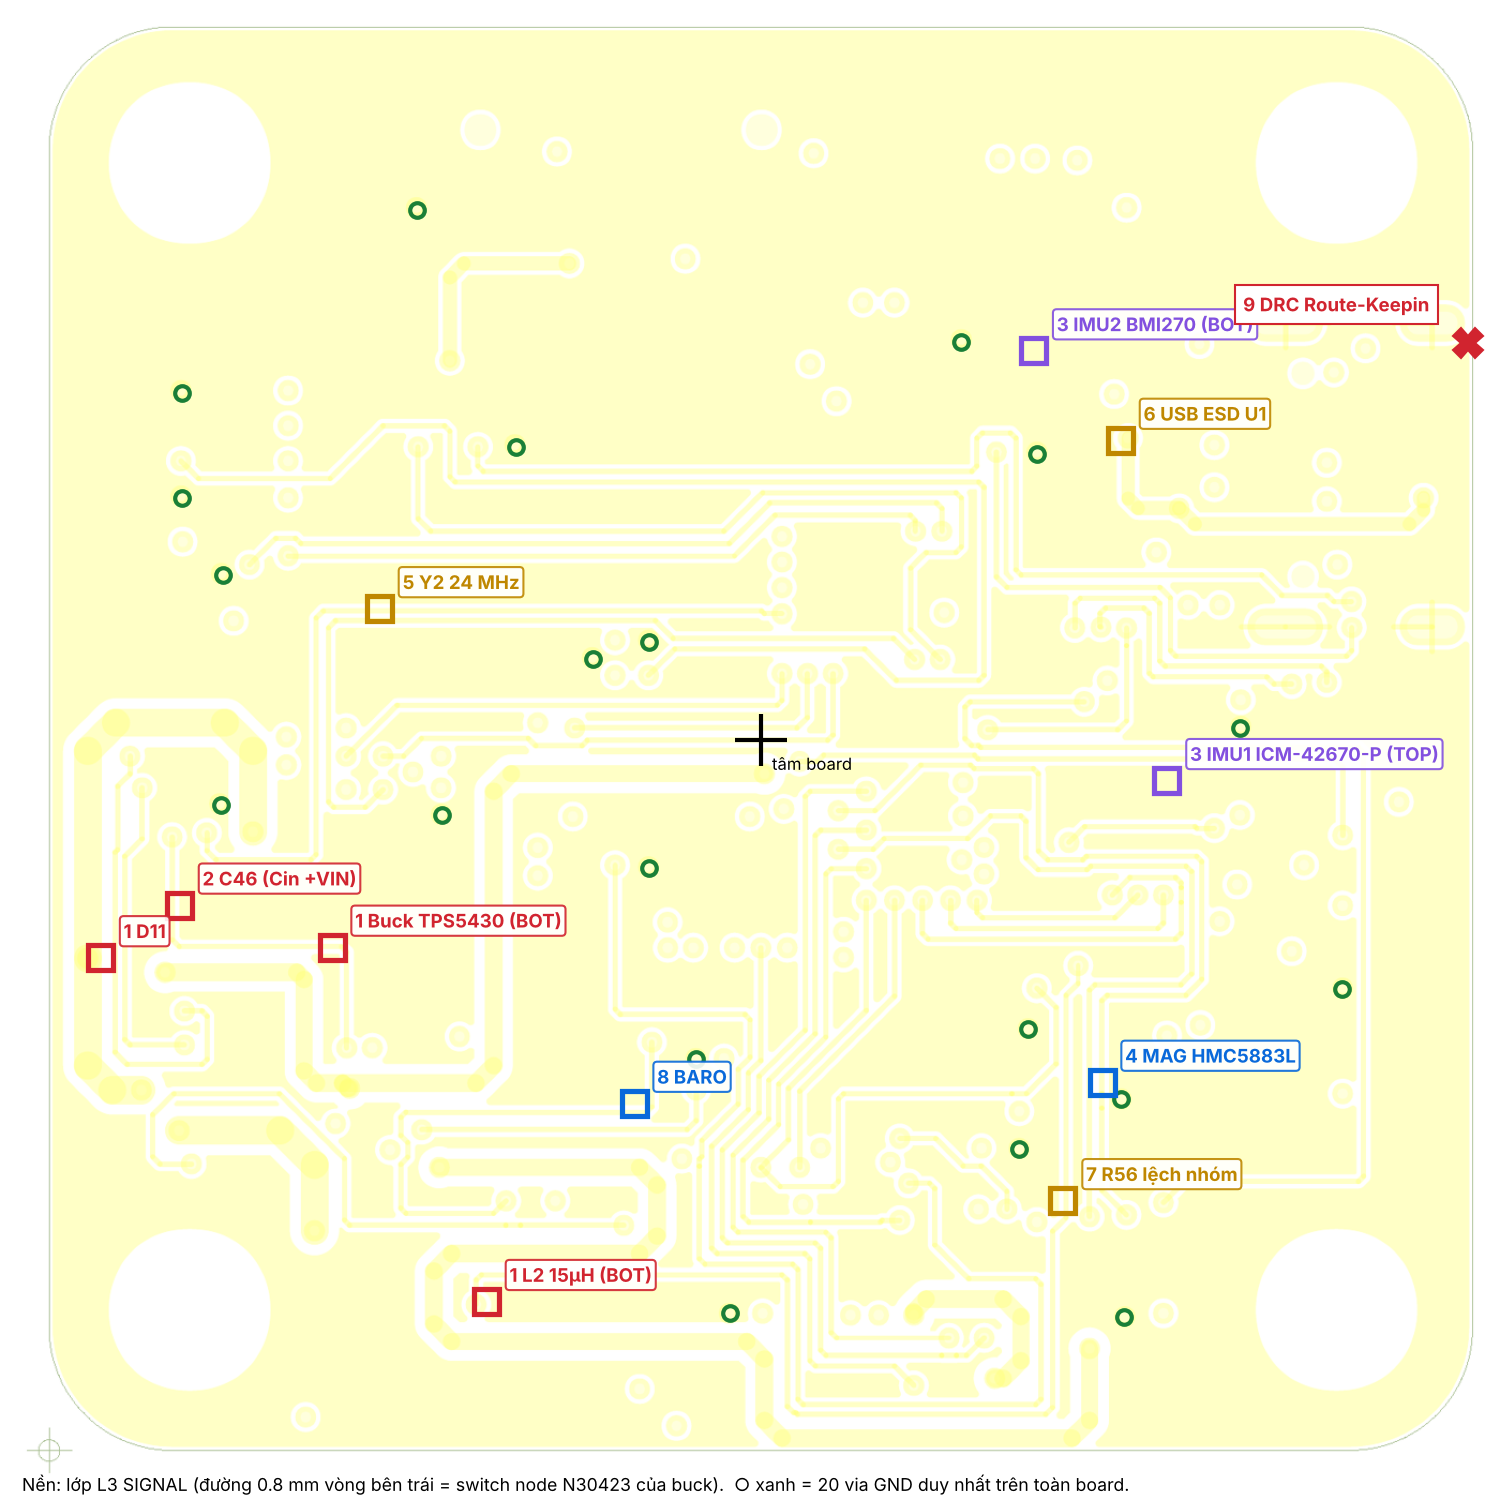 9 DRC Route-Keepin
3 IMU2 BMI270 (BOT)
6 USB ESD U1
5 Y2 24 MHz
3 IMU1 ICM-42670-P (TOP)
tâm board
2 C46 (Cin +VIN)
1 Buck TPS5430 (BOT)
1 D11
4 MAG HMC5883L
8 BARO
7 R56 lệch nhóm
1 L2 15µH (BOT)
Nền: lớp L3 SIGNAL (đường 0.8 mm vòng bên trái = switch node N30423 của buck). O xanh = 20 via GND duy nhất trên toàn board.